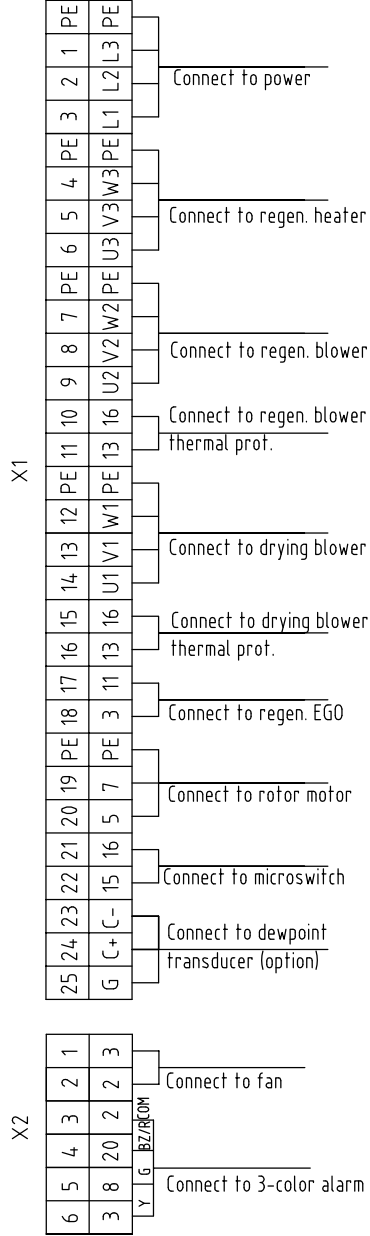 X1
PE PE
1 L3
2 L2
3 L1
Connect to power
PE PE
4 W3
5 V3
6 U3
Connect to regen. heater
PE PE
7 W2
8 V2
9 U2
Connect to regen. blower
10 16
11 13
Connect to regen. blower
thermal prot.
PE PE
12 W1
13 V1
14 U1
Connect to drying blower
15 16
16 13
Connect to drying blower
thermal prot.
17 11
18 3
Connect to regen. EGO
PE PE
19 7
20 5
Connect to rotor motor
21 16
22 15
Connect to microswitch
23 C-
24 C+
25 G
Connect to dewpoint
transducer (option)
X2
1 3
2 2
Connect to fan
3 2 COM
4 20 BZ/R
5 8 G
6 3 Y
Connect to 3-color alarm